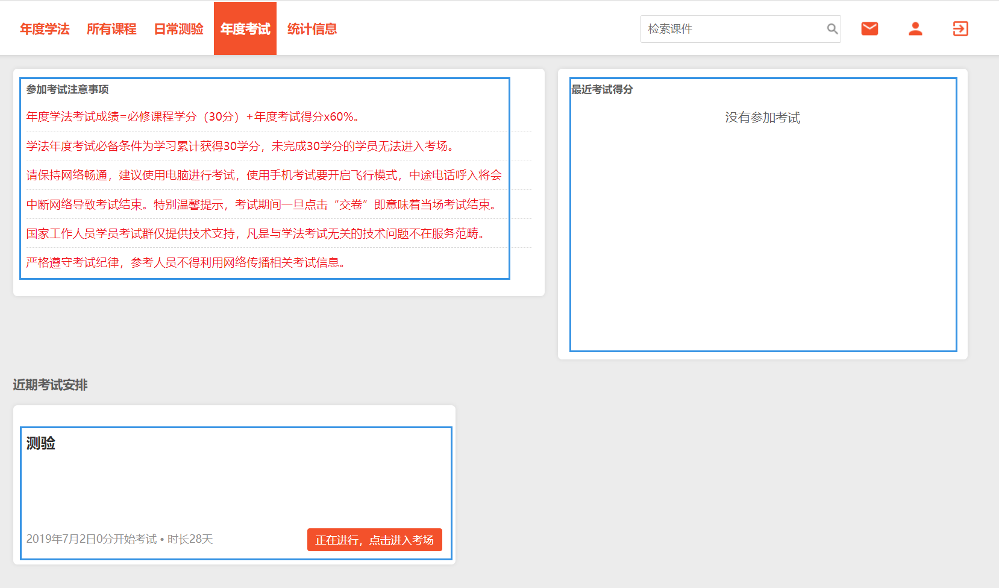 年度学法 所有课程 日常测验 年度考试 统计信息 检索课件
参加考试注意事项
年度学法考试成绩=必修课程学分（30分）+年度考试得分x60%。
学法年度考试必备条件为学习累计获得30学分，未完成30学分的学员无法进入考场。
请保持网络畅通，建议使用电脑进行考试，使用手机考试要开启飞行模式，中途电话呼入将会
中断网络导致考试结束。特别温馨提示，考试期间一旦点击“交卷”即意味着当场考试结束。
国家工作人员学员考试群仅提供技术支持，凡是与学法考试无关的技术问题不在服务范畴。
严格遵守考试纪律，参考人员不得利用网络传播相关考试信息。
最近考试得分
没有参加考试
近期考试安排
测验
2019年7月2日0分开始考试 • 时长28天
正在进行，点击进入考场